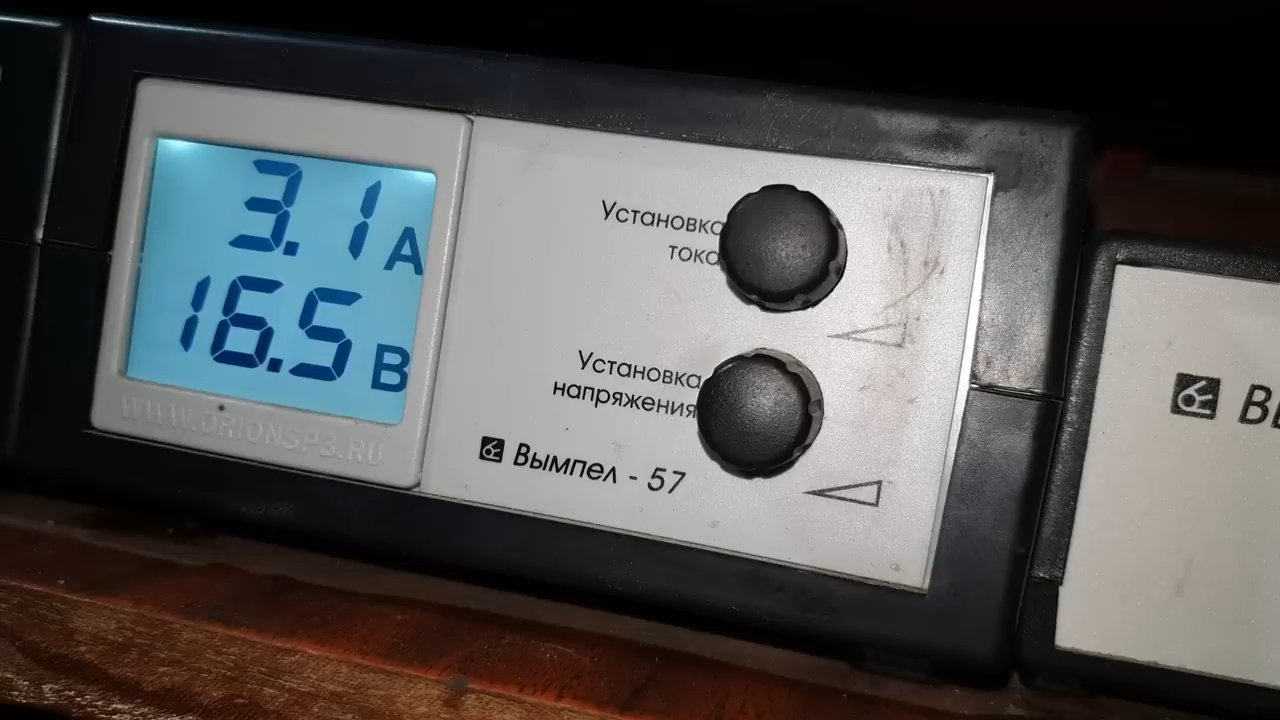 3.1 А
16.5 В
WWW.ORIONSPB.RU
Установка
тока
Установка
напряжения
Вымпел - 57